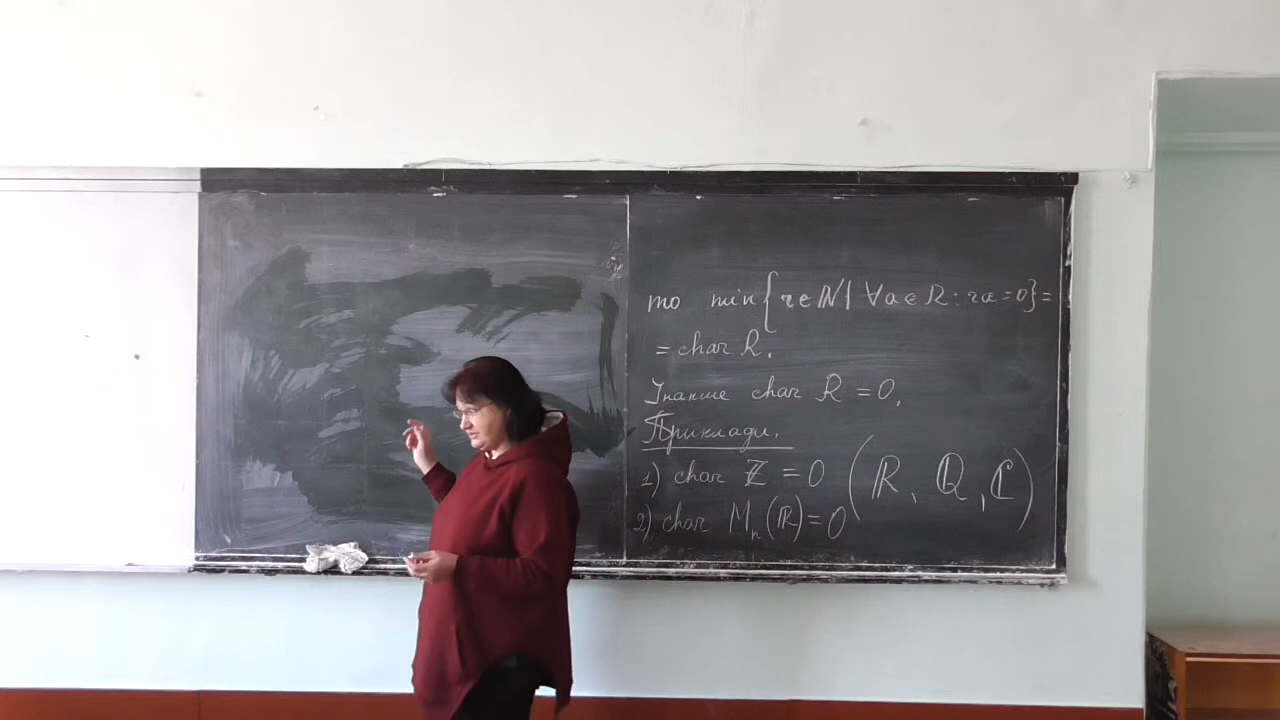 то min{r∈ℕ| ∀a∈R: ra=0}=
= char R.
Інакше char R = 0.
Приклади.
1) char ℤ = 0 (ℝ, ℚ, ℂ)
2) char Mₙ(ℝ)=0